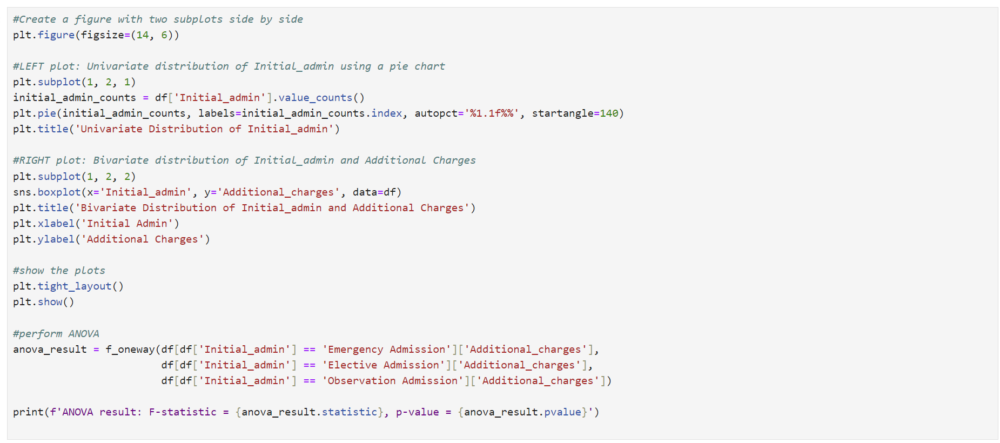 #Create a figure with two subplots side by side
plt.figure(figsize=(14, 6))

#LEFT plot: Univariate distribution of Initial_admin using a pie chart
plt.subplot(1, 2, 1)
initial_admin_counts = df['Initial_admin'].value_counts()
plt.pie(initial_admin_counts, labels=initial_admin_counts.index, autopct='%1.1f%%', startangle=140)
plt.title('Univariate Distribution of Initial_admin')

#RIGHT plot: Bivariate distribution of Initial_admin and Additional Charges
plt.subplot(1, 2, 2)
sns.boxplot(x='Initial_admin', y='Additional_charges', data=df)
plt.title('Bivariate Distribution of Initial_admin and Additional Charges')
plt.xlabel('Initial Admin')
plt.ylabel('Additional Charges')

#show the plots
plt.tight_layout()
plt.show()

#perform ANOVA
anova_result = f_oneway(df[df['Initial_admin'] == 'Emergency Admission']['Additional_charges'],
                        df[df['Initial_admin'] == 'Elective Admission']['Additional_charges'],
                        df[df['Initial_admin'] == 'Observation Admission']['Additional_charges'])

print(f'ANOVA result: F-statistic = {anova_result.statistic}, p-value = {anova_result.pvalue}')